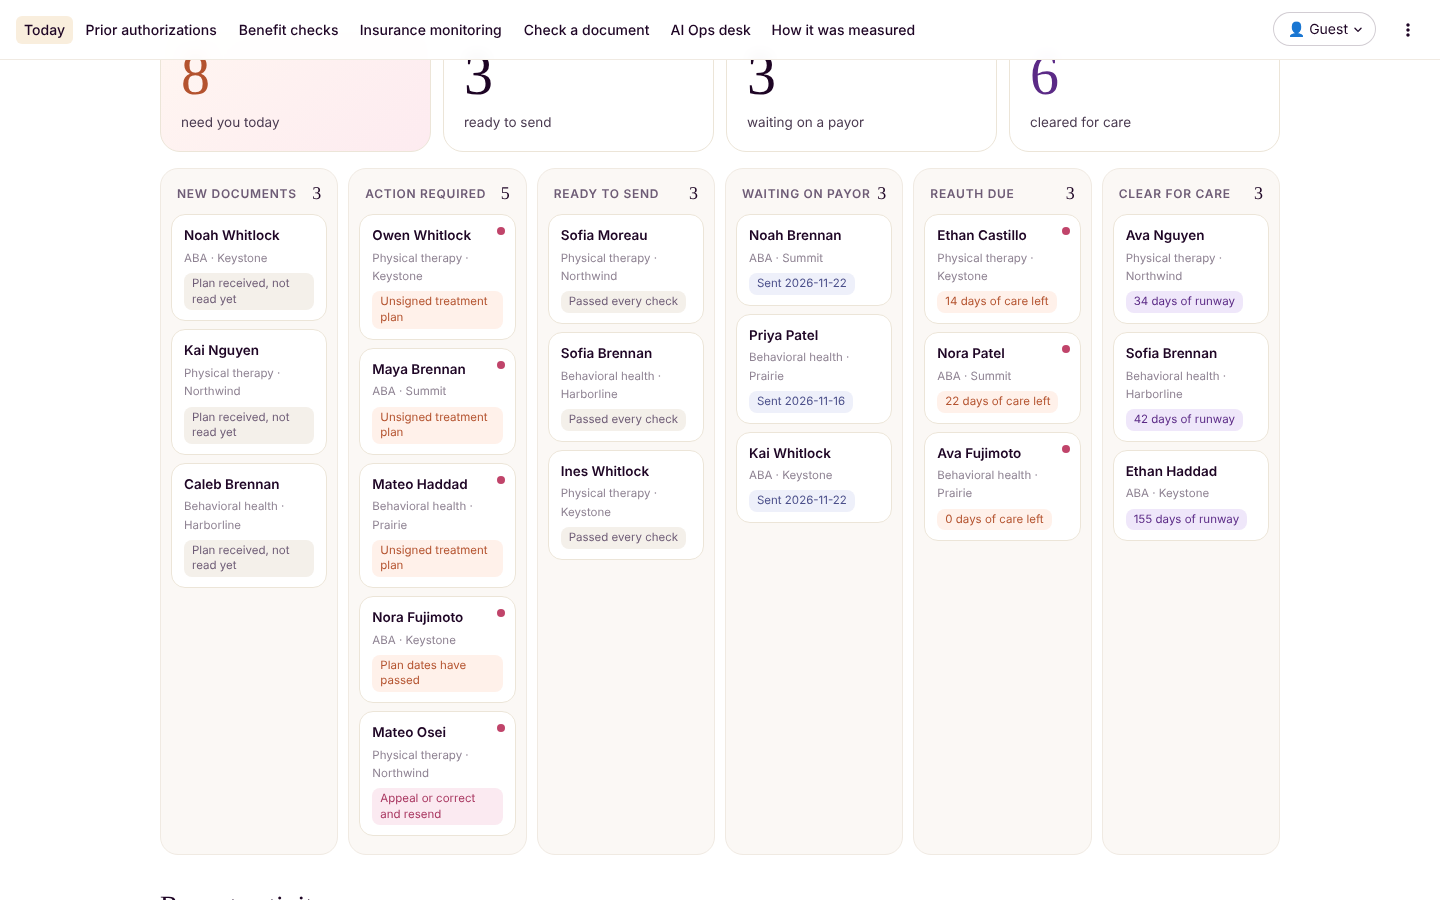 Today
Prior authorizations
Benefit checks
Insurance monitoring
Check a document
AI Ops desk
How it was measured
Guest
8
need you today
3
ready to send
3
waiting on a payor
6
cleared for care
NEW DOCUMENTS 3
Noah Whitlock
ABA · Keystone
Plan received, not
read yet
Kai Nguyen
Physical therapy ·
Northwind
Plan received, not
read yet
Caleb Brennan
Behavioral health ·
Harborline
Plan received, not
read yet
ACTION REQUIRED 5
Owen Whitlock
Physical therapy ·
Keystone
Unsigned treatment
plan
Maya Brennan
ABA · Summit
Unsigned treatment
plan
Mateo Haddad
Behavioral health ·
Prairie
Unsigned treatment
plan
Nora Fujimoto
ABA · Keystone
Plan dates have
passed
Mateo Osei
Physical therapy ·
Northwind
Appeal or correct
and resend
READY TO SEND 3
Sofia Moreau
Physical therapy ·
Northwind
Passed every check
Sofia Brennan
Behavioral health ·
Harborline
Passed every check
Ines Whitlock
Physical therapy ·
Keystone
Passed every check
WAITING ON PAYOR 3
Noah Brennan
ABA · Summit
Sent 2026-11-22
Priya Patel
Behavioral health ·
Prairie
Sent 2026-11-16
Kai Whitlock
ABA · Keystone
Sent 2026-11-22
REAUTH DUE 3
Ethan Castillo
Physical therapy ·
Keystone
14 days of care left
Nora Patel
ABA · Summit
22 days of care left
Ava Fujimoto
Behavioral health ·
Prairie
0 days of care left
CLEAR FOR CARE 3
Ava Nguyen
Physical therapy ·
Northwind
34 days of runway
Sofia Brennan
Behavioral health ·
Harborline
42 days of runway
Ethan Haddad
ABA · Keystone
155 days of runway